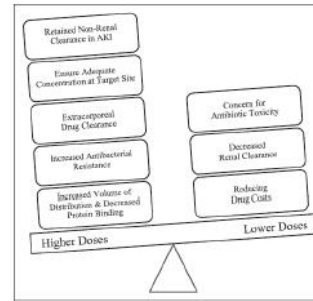 Retained Non-Renal
Clearance in AKI
Ensure Adequate
Concentration at Target Site
Extracorporeal
Drug Clearance
Increased Antibacterial
Resistance
Increased Volume of
Distribution & Decreased
Protein Binding
Higher Doses
Concern for
Antibiotic Toxicity
Decreased
Renal Clearance
Reducing
Drug Costs
Lower Doses